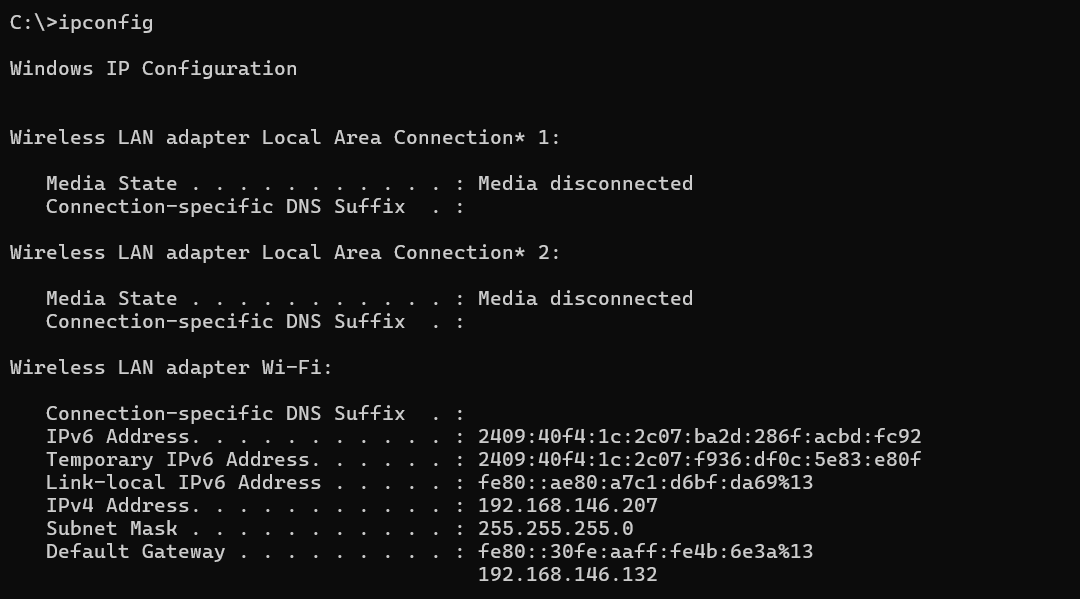 C:\>ipconfig
Windows IP Configuration
Wireless LAN adapter Local Area Connection* 1:
Media State . . . . . . . . . . . : Media disconnected
Connection-specific DNS Suffix  . :
Wireless LAN adapter Local Area Connection* 2:
Media State . . . . . . . . . . . : Media disconnected
Connection-specific DNS Suffix  . :
Wireless LAN adapter Wi-Fi:
Connection-specific DNS Suffix  . :
IPv6 Address. . . . . . . . . . . : 2409:40f4:1c:2c07:ba2d:286f:acbd:fc92
Temporary IPv6 Address. . . . . . : 2409:40f4:1c:2c07:f936:df0c:5e83:e80f
Link-local IPv6 Address . . . . . : fe80::ae80:a7c1:d6bf:da69%13
IPv4 Address. . . . . . . . . . . : 192.168.146.207
Subnet Mask . . . . . . . . . . . : 255.255.255.0
Default Gateway . . . . . . . . . : fe80::30fe:aaff:fe4b:6e3a%13
192.168.146.132